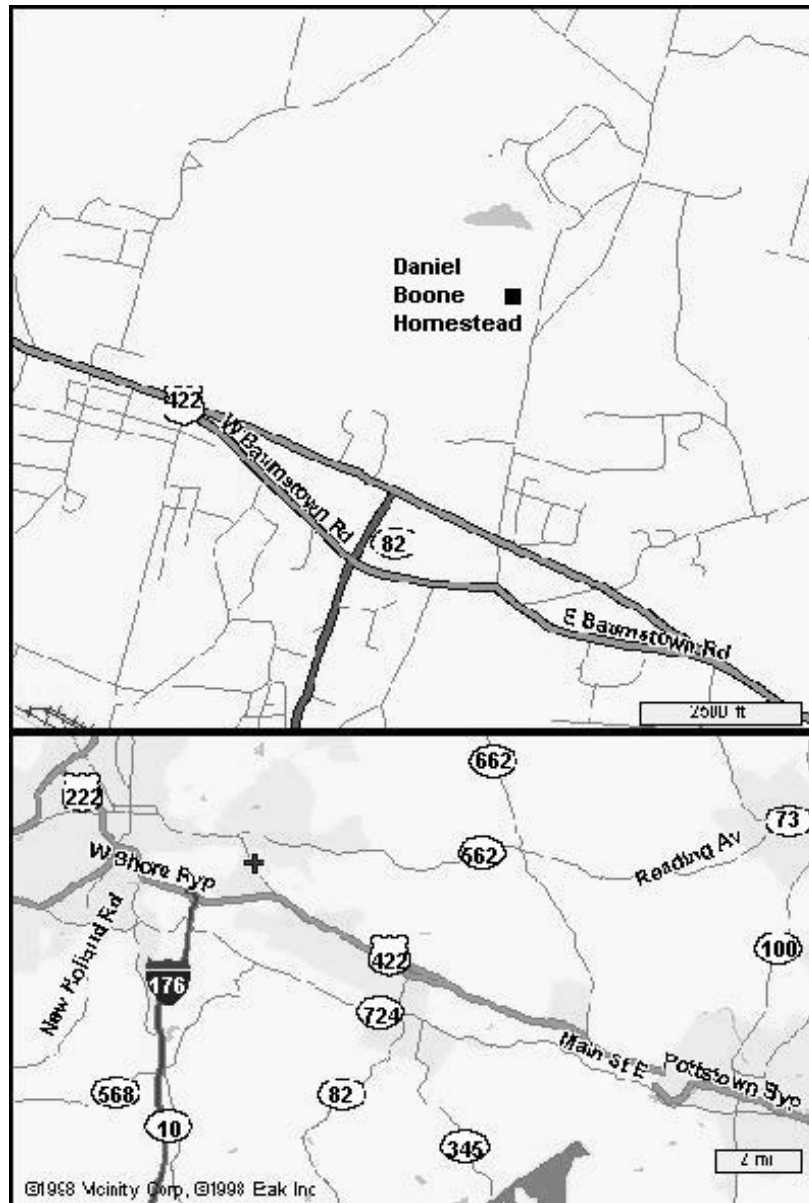 Daniel
Boone
Homestead
422
W Baumstown Rd
82
E Baumstown Rd
2500 ft
662
222
73
562
Reading Av
W Shore Byp
New Holland Rd
422
100
176
724
Main St E
Pottstown Byp
568
82
10
345
2 mi
©1998 Vicinity Corp, ©1998 Etak Inc